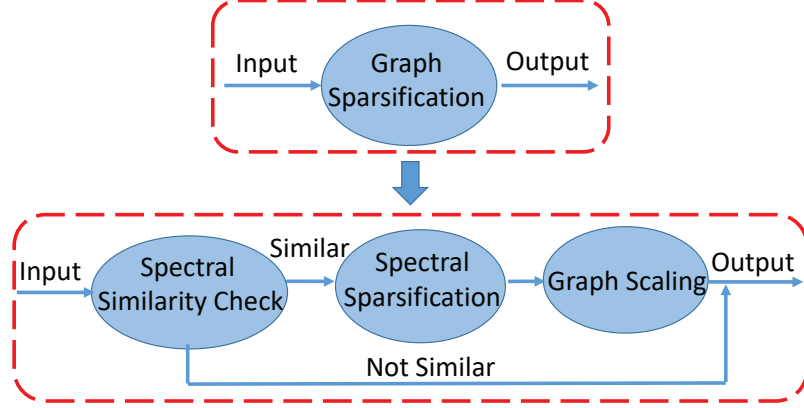 Input
Graph
Sparsification
Output
Input
Spectral
Similarity Check
Similar
Spectral
Sparsification
Graph Scaling
Output
Not Similar